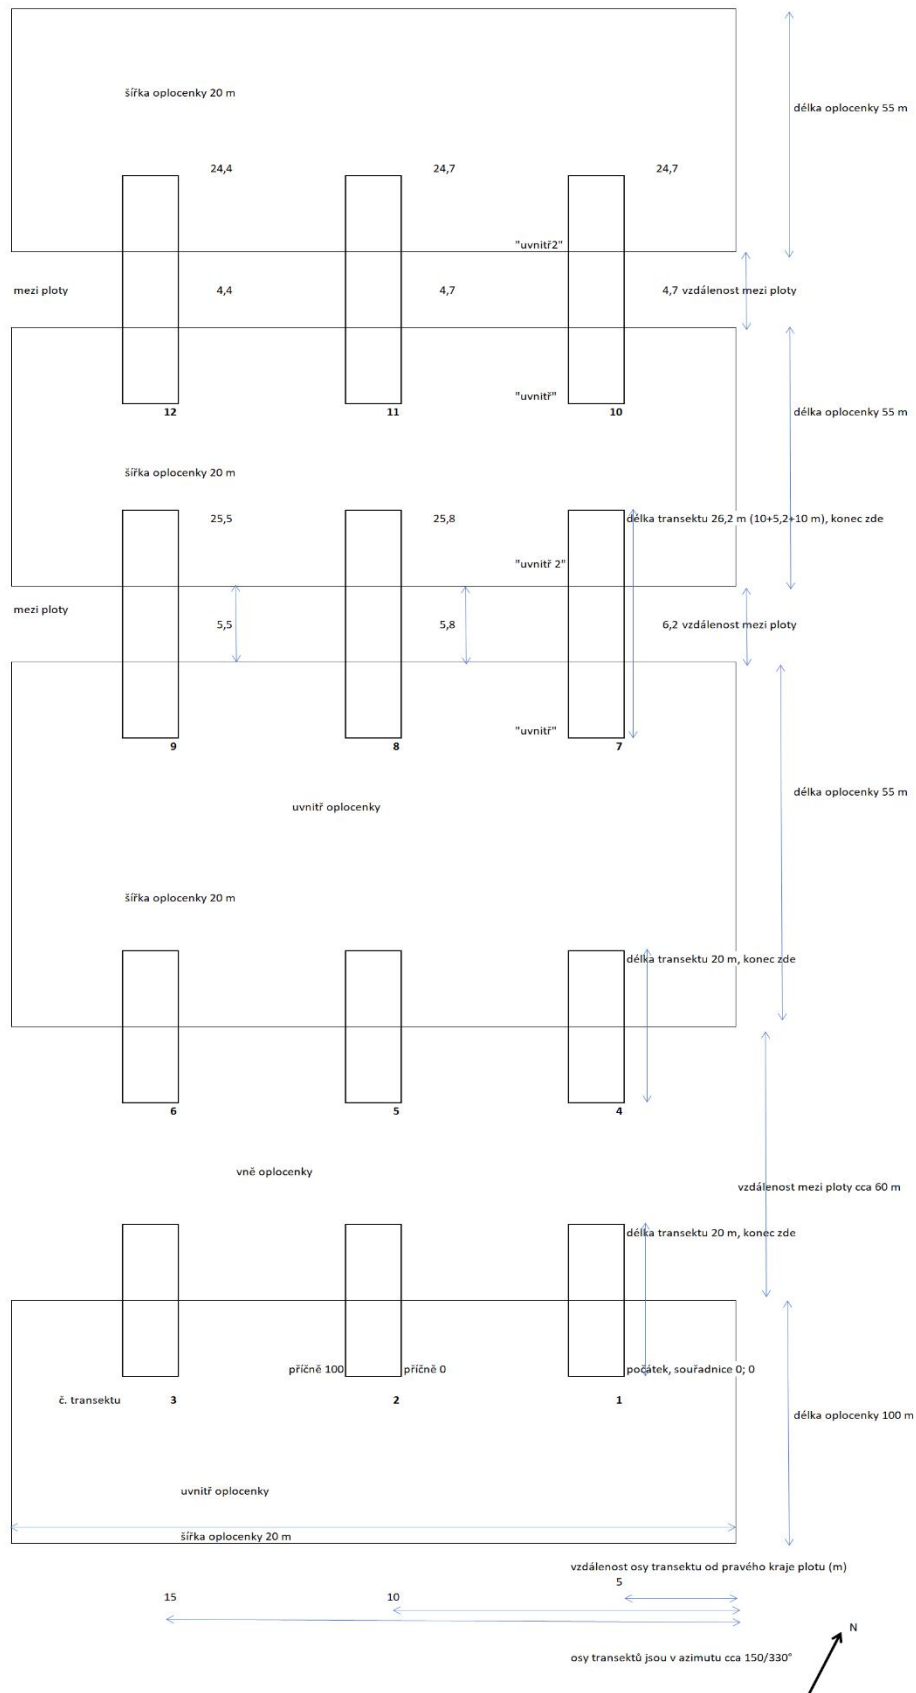 šířka oplocenky 20 m
délka oplocenky 55 m
24,4 24,7 24,7
"uvnitř2"
mezi ploty 4,4 4,7 4,7 vzdálenost mezi ploty
"uvnitř"
12 11 10
délka oplocenky 55 m
šířka oplocenky 20 m
25,5 25,8 délka transektu 26,2 m (10+5,2+10 m), konec zde
"uvnitř 2"
mezi ploty
5,5 5,8 6,2 vzdálenost mezi ploty
"uvnitř"
9 8 7
délka oplocenky 55 m
uvnitř oplocenky
šířka oplocenky 20 m
délka transektu 20 m, konec zde
6 5 4
vně oplocenky
vzdálenost mezi ploty cca 60 m
délka transektu 20 m, konec zde
příčně 100 příčně 0 počátek, souřadnice 0; 0
č. transektu 3 2 1
délka oplocenky 100 m
uvnitř oplocenky
šířka oplocenky 20 m
vzdálenost osy transektu od pravého kraje plotu (m)
5
15 10
N
osy transektů jsou v azimutu cca 150/330°